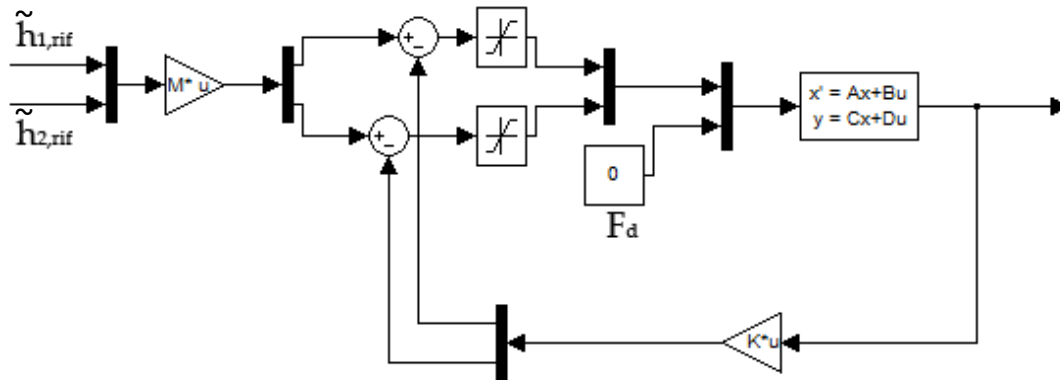 h̃1,rif
h̃2,rif
M* u
+
−
+
−
0
Fd
x' = Ax+Bu
y = Cx+Du
K*u